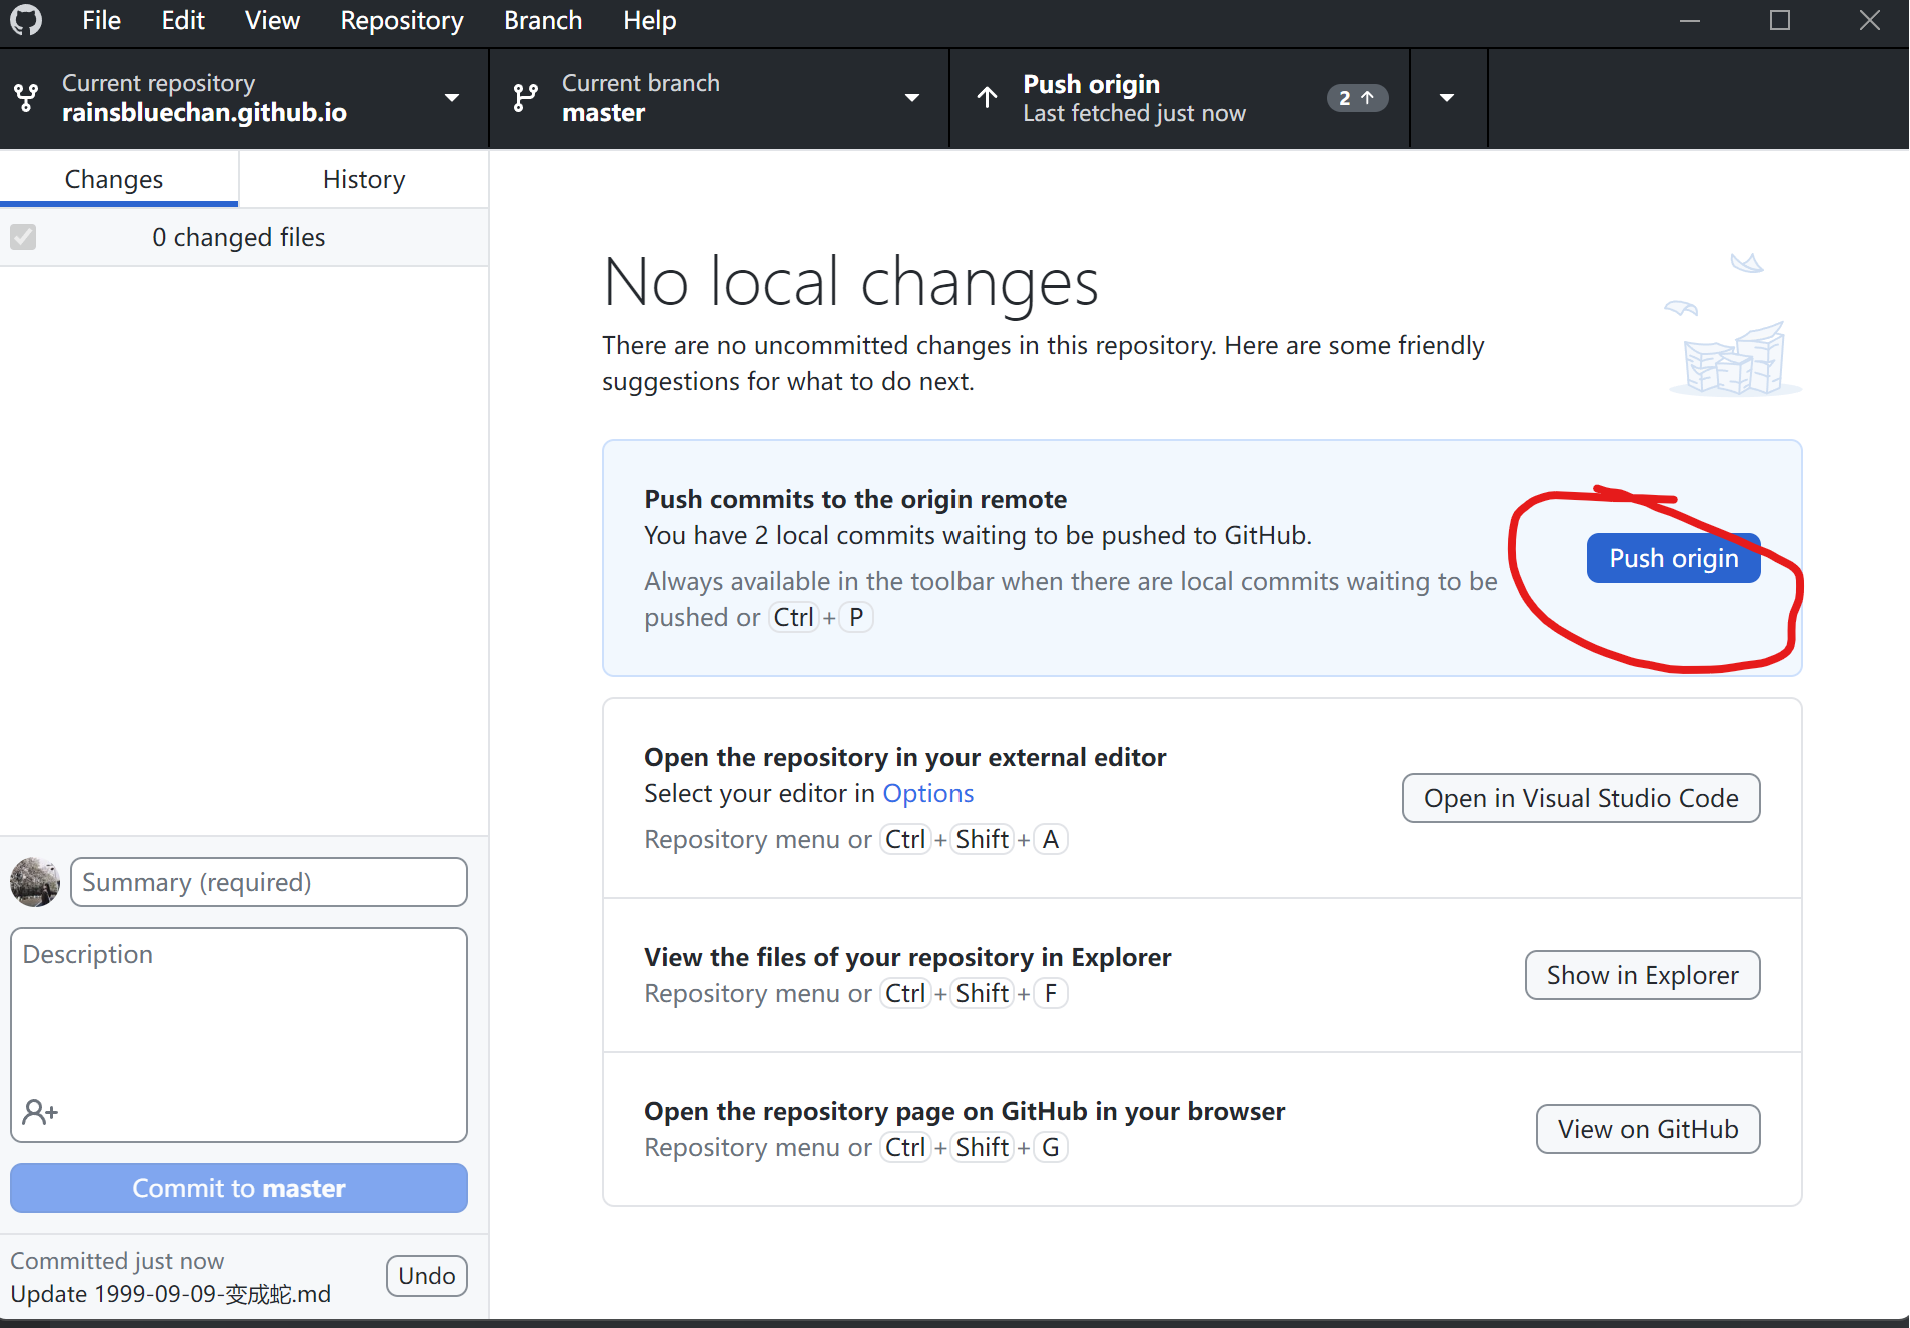 File Edit View Repository Branch Help
Current repository
rainsbluechan.github.io
Current branch
master
Push origin
Last fetched just now
2
Changes
History
0 changed files
No local changes
There are no uncommitted changes in this repository. Here are some friendly
suggestions for what to do next.
Push commits to the origin remote
You have 2 local commits waiting to be pushed to GitHub.
Always available in the toolbar when there are local commits waiting to be
pushed or Ctrl + P
Push origin
Open the repository in your external editor
Select your editor in Options
Repository menu or Ctrl + Shift + A
Open in Visual Studio Code
View the files of your repository in Explorer
Repository menu or Ctrl + Shift + F
Show in Explorer
Open the repository page on GitHub in your browser
Repository menu or Ctrl + Shift + G
View on GitHub
Summary (required)
Description
Commit to master
Committed just now
Update 1999-09-09-变成蛇.md
Undo